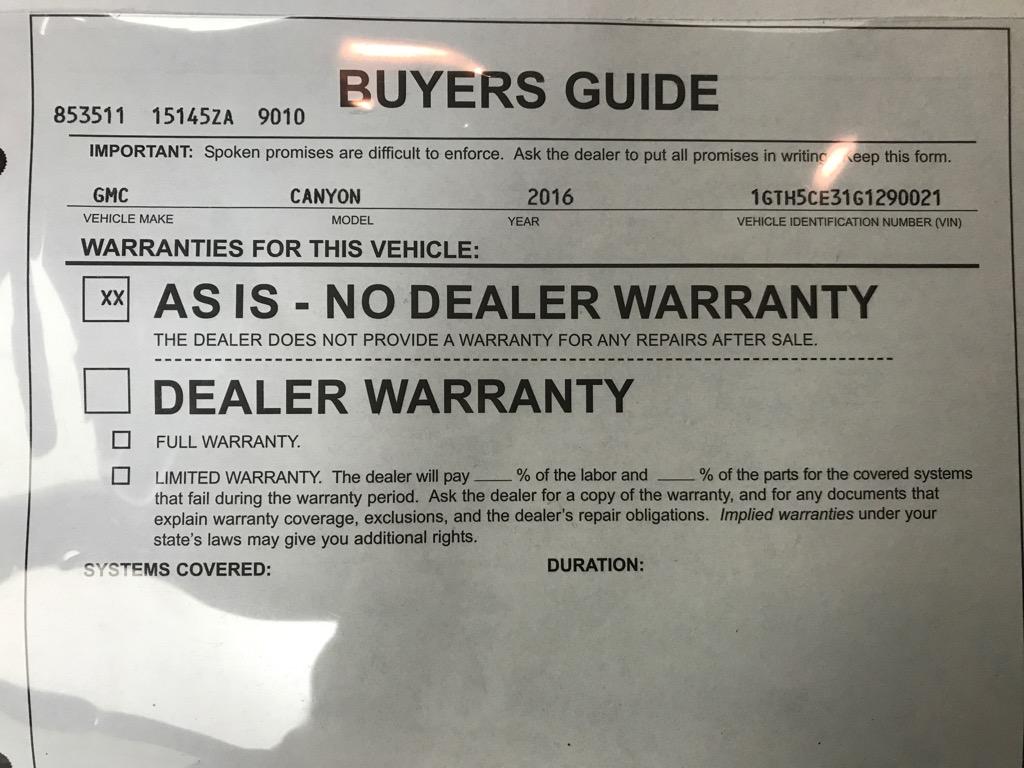 BUYERS GUIDE
853511 15145ZA 9010
IMPORTANT: Spoken promises are difficult to enforce. Ask the dealer to put all promises in writing. Keep this form.
GMC CANYON 2016 1GTH5CE31G1290021
VEHICLE MAKE MODEL YEAR VEHICLE IDENTIFICATION NUMBER (VIN)
WARRANTIES FOR THIS VEHICLE:
XX AS IS - NO DEALER WARRANTY
THE DEALER DOES NOT PROVIDE A WARRANTY FOR ANY REPAIRS AFTER SALE.
DEALER WARRANTY
FULL WARRANTY.
LIMITED WARRANTY. The dealer will pay ____ % of the labor and ____ % of the parts for the covered systems
that fail during the warranty period. Ask the dealer for a copy of the warranty, and for any documents that
explain warranty coverage, exclusions, and the dealer's repair obligations. Implied warranties under your
state's laws may give you additional rights.
SYSTEMS COVERED: DURATION: